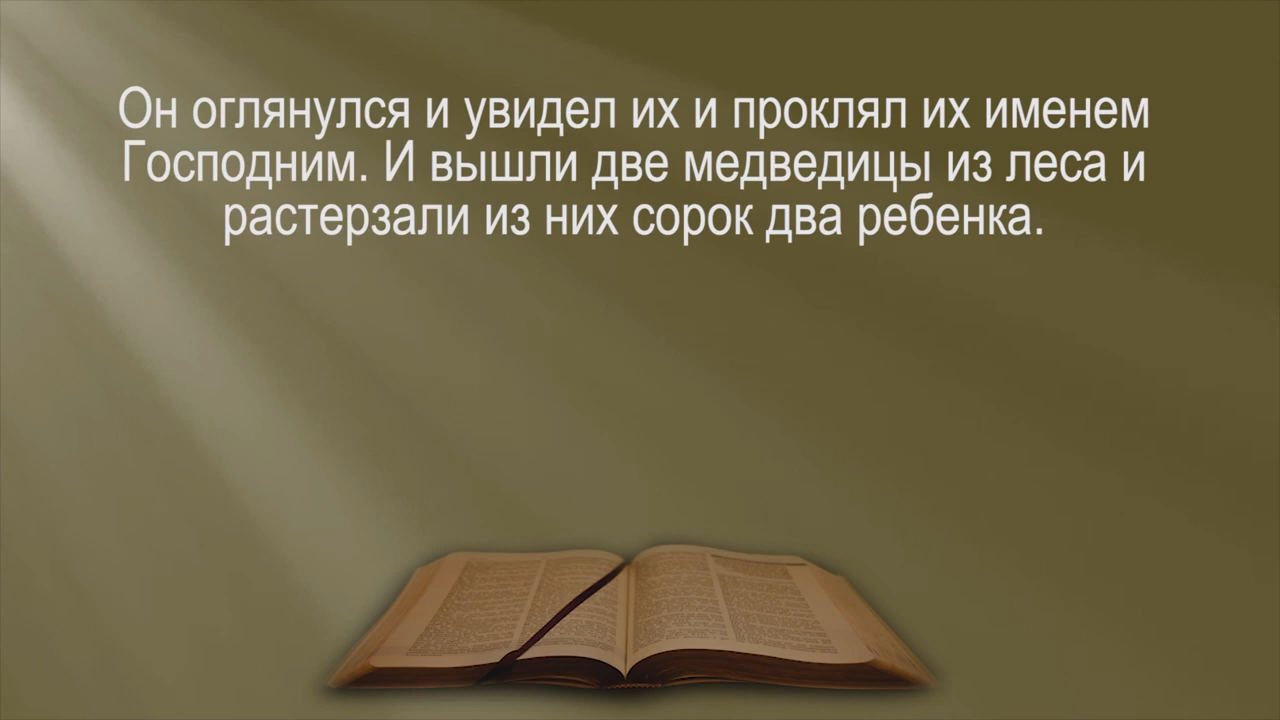 Он оглянулся и увидел их и проклял их именем
Господним. И вышли две медведицы из леса и
растерзали из них сорок два ребенка.